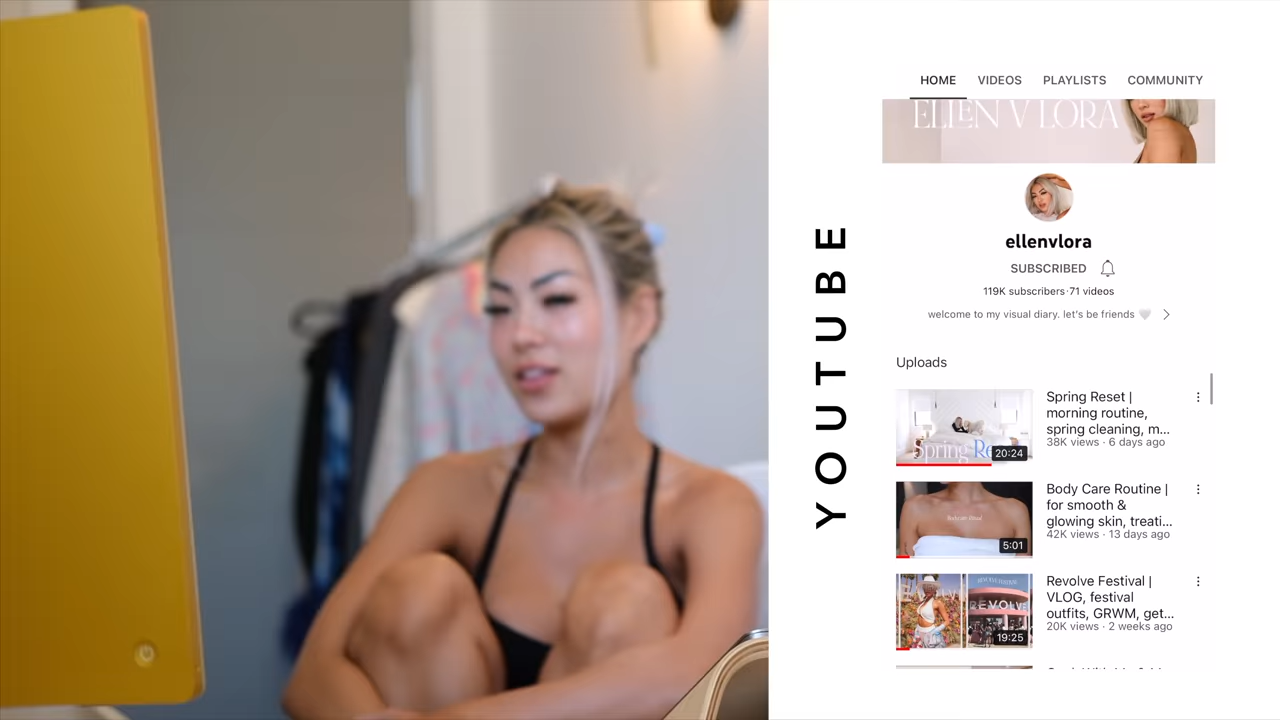 YOUTUBE
HOME VIDEOS PLAYLISTS COMMUNITY
ELLEN V LORA
ellenvlora
SUBSCRIBED
119K subscribers · 71 videos
welcome to my visual diary. let's be friends 🤍
Uploads
Spring Re
20:24
Spring Reset |
morning routine,
spring cleaning, m...
38K views · 6 days ago
5:01
Body Care Routine |
for smooth &
glowing skin, treati...
42K views · 13 days ago
REVOLVE
19:25
Revolve Festival |
VLOG, festival
outfits, GRWM, get...
20K views · 2 weeks ago